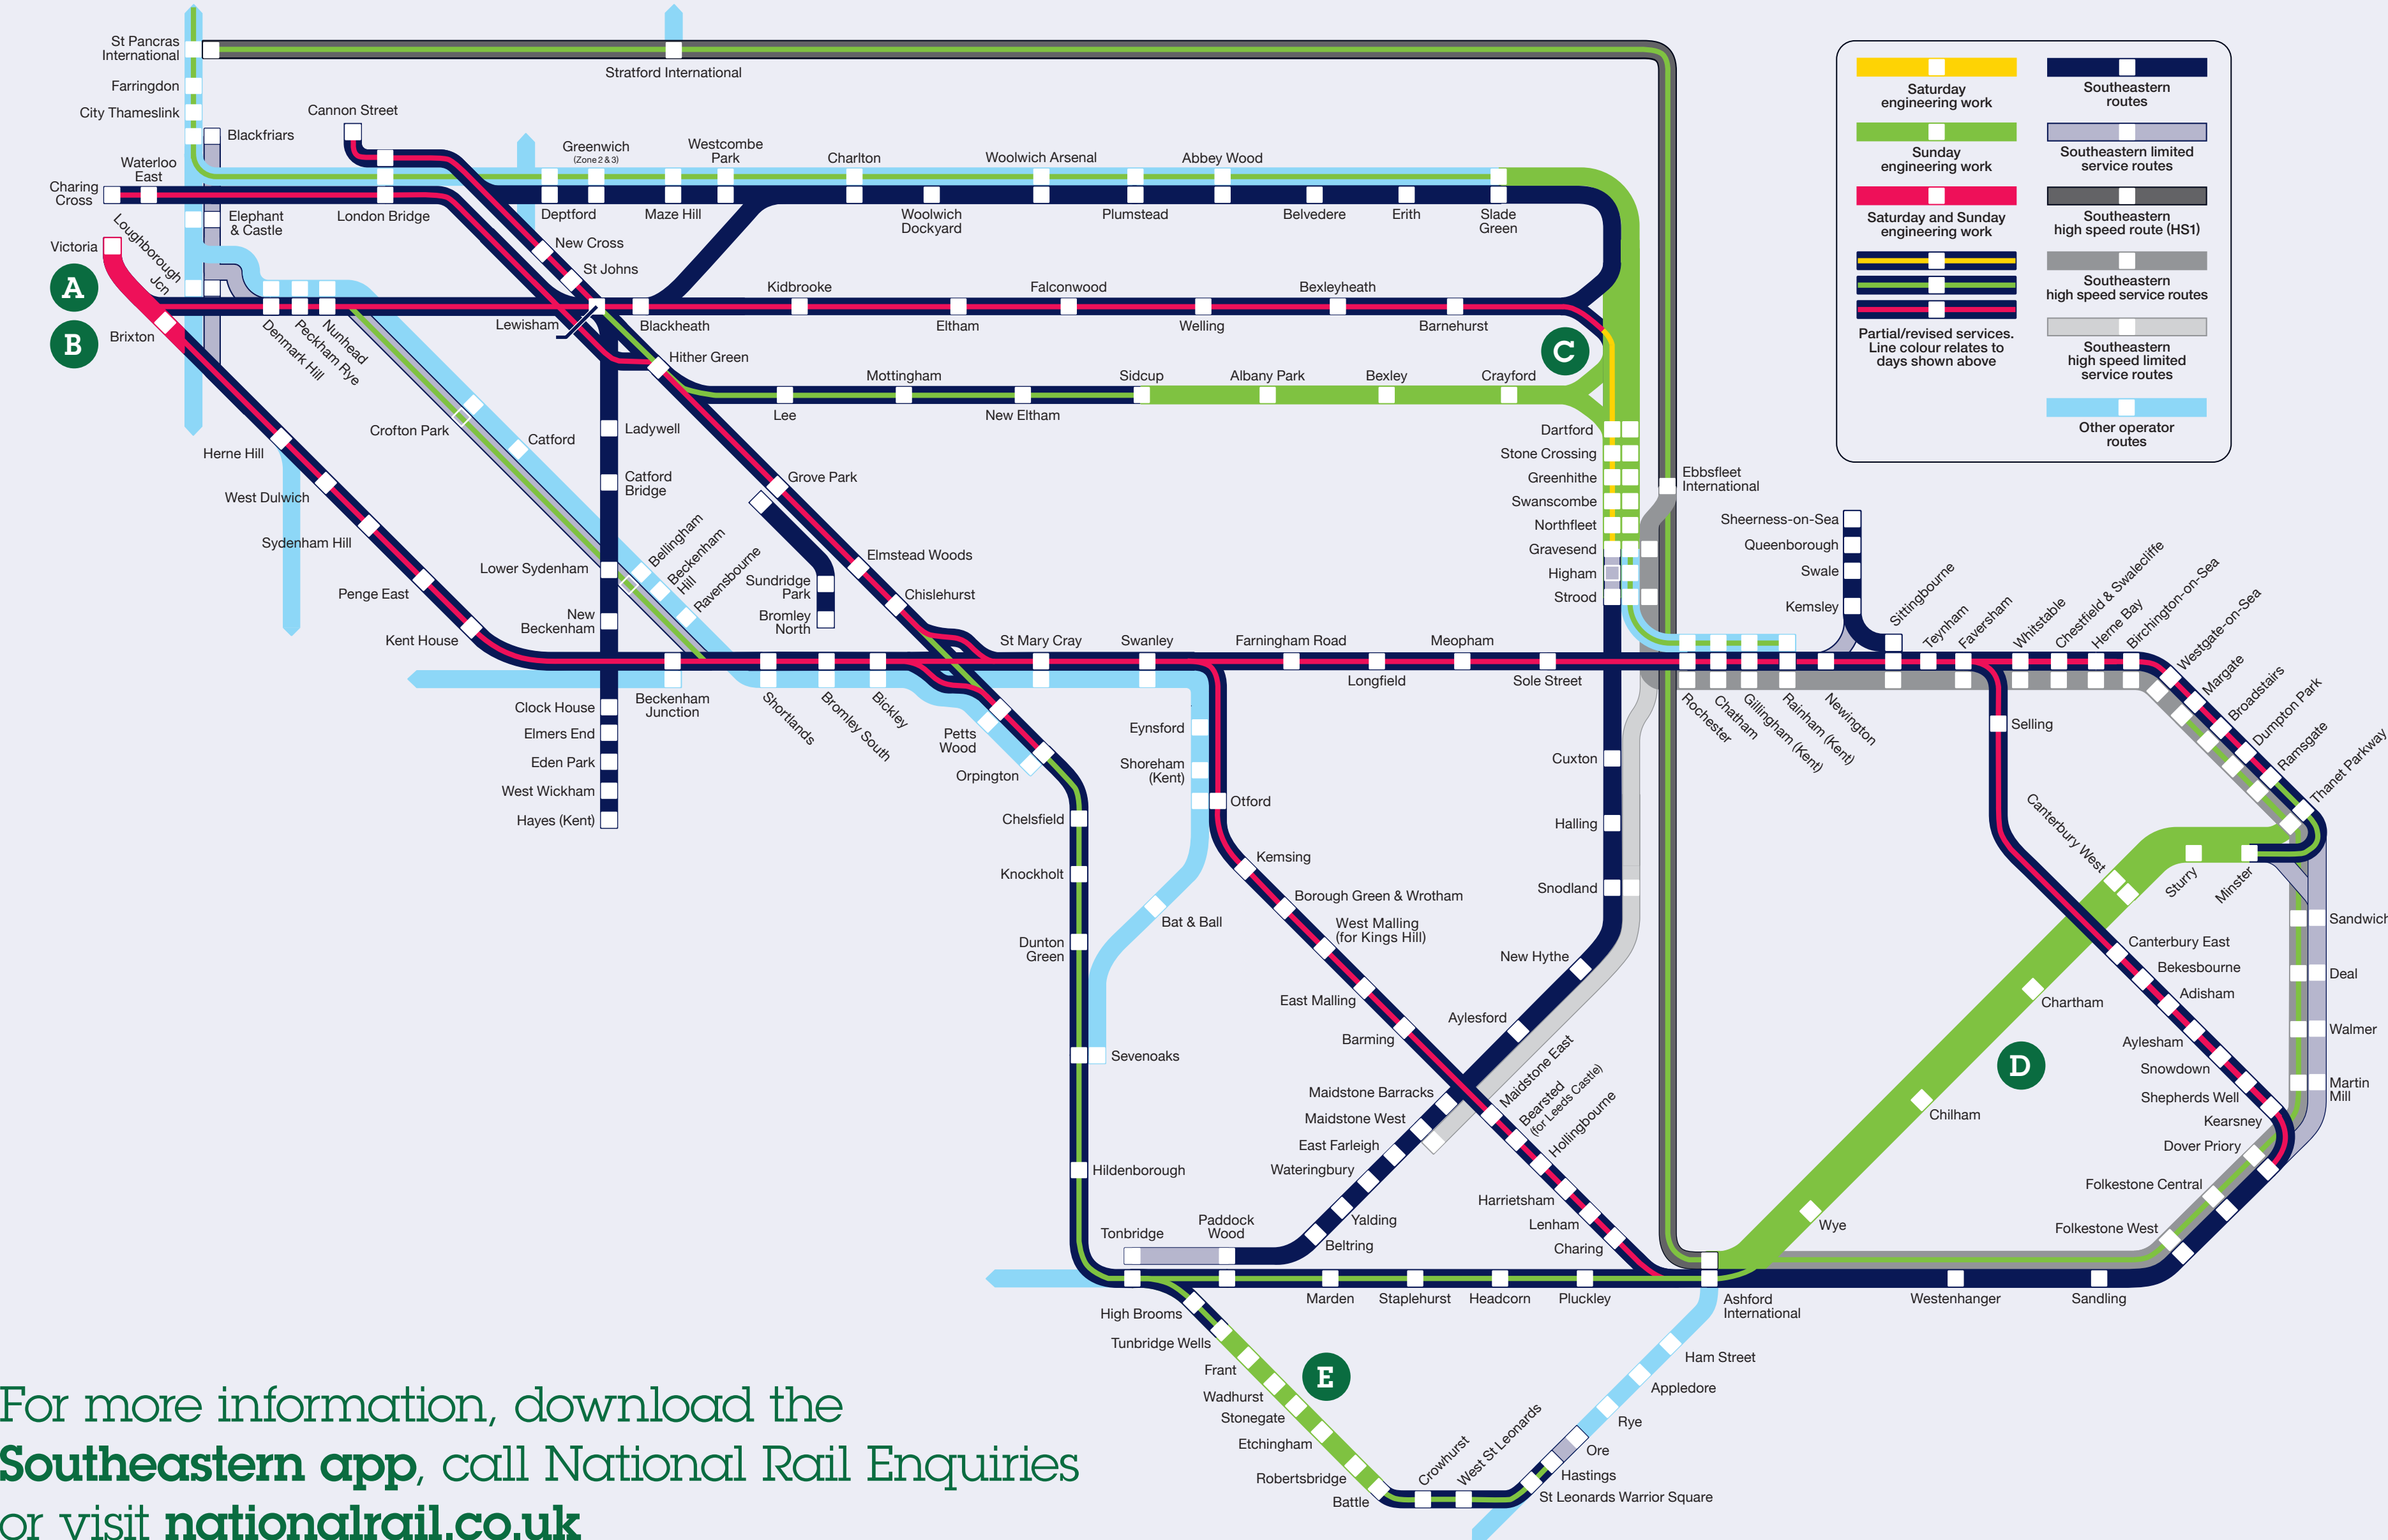 St Pancras
International
Stratford International
Farringdon
City Thameslink
Blackfriars
Cannon Street
Waterloo
East
Charing
Cross
London Bridge
Elephant
& Castle
Loughborough
Jcn
Victoria
A
B
Brixton
Greenwich
(Zone 2 & 3)
Westcombe
Park
Charlton
Woolwich Arsenal
Abbey Wood
Deptford
Maze Hill
Woolwich
Dockyard
Plumstead
Belvedere
Erith
Slade
Green
New Cross
St Johns
Lewisham
Blackheath
Kidbrooke
Eltham
Falconwood
Welling
Bexleyheath
Barnehurst
C
Denmark Hill
Peckham Rye
Nunhead
Hither Green
Lee
Mottingham
New Eltham
Sidcup
Albany Park
Bexley
Crayford
Crofton Park
Catford
Ladywell
Catford
Bridge
Herne Hill
West Dulwich
Sydenham Hill
Penge East
Kent House
Lower Sydenham
New
Beckenham
Bellingham
Beckenham
Hill
Ravensbourne
Grove Park
Sundridge
Park
Bromley
North
Elmstead Woods
Chislehurst
Dartford
Stone Crossing
Greenhithe
Swanscombe
Northfleet
Gravesend
Higham
Strood
Ebbsfleet
International
Sheerness-on-Sea
Queenborough
Swale
Kemsley
Sittingbourne
Teynham
Faversham
Whitstable
Chestfield & Swalecliffe
Herne Bay
Birchington-on-Sea
Westgate-on-Sea
Margate
Broadstairs
Dumpton Park
Ramsgate
Thanet Parkway
St Mary Cray
Swanley
Farningham Road
Longfield
Meopham
Sole Street
Rochester
Chatham
Gillingham (Kent)
Rainham (Kent)
Newington
Selling
Clock House
Elmers End
Eden Park
West Wickham
Hayes (Kent)
Beckenham
Junction
Shortlands
Bromley South
Bickley
Petts
Wood
Orpington
Eynsford
Shoreham
(Kent)
Otford
Kemsing
Borough Green & Wrotham
West Malling
(for Kings Hill)
East Malling
Barming
Bat & Ball
Chelsfield
Knockholt
Dunton
Green
Sevenoaks
Hildenborough
Cuxton
Halling
Snodland
New Hythe
Aylesford
Maidstone Barracks
Maidstone West
East Farleigh
Wateringbury
Yalding
Beltring
Paddock
Wood
Tonbridge
Maidstone East
Bearsted
(for Leeds Castle)
Hollingbourne
Harrietsham
Lenham
Charing
Canterbury West
Sturry
Minster
Sandwich
Deal
Walmer
Martin
Mill
Canterbury East
Bekesbourne
Adisham
Aylesham
Snowdown
Shepherds Well
Kearsney
Dover Priory
Folkestone Central
Folkestone West
Chartham
D
Chilham
Wye
Marden
Staplehurst
Headcorn
Pluckley
Ashford
International
Westenhanger
Sandling
High Brooms
Tunbridge Wells
Frant
Wadhurst
Stonegate
Etchingham
Robertsbridge
Battle
E
Crowhurst
West St Leonards
St Leonards Warrior Square
Hastings
Ore
Rye
Appledore
Ham Street
Saturday
engineering work
Sunday
engineering work
Saturday and Sunday
engineering work
Partial/revised services.
Line colour relates to
days shown above
Southeastern
routes
Southeastern limited
service routes
Southeastern
high speed route (HS1)
Southeastern
high speed service routes
Southeastern
high speed limited
service routes
Other operator
routes
For more information, download the
Southeastern app, call National Rail Enquiries
or visit nationalrail.co.uk